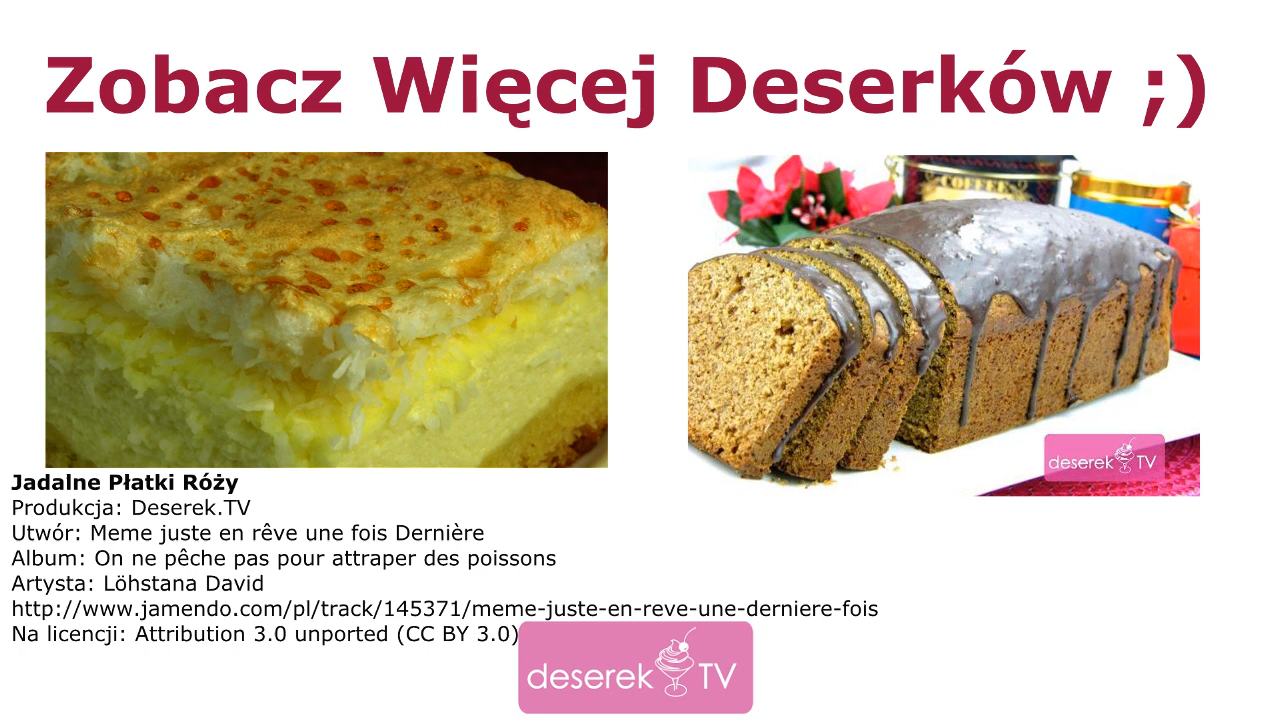 Zobacz Więcej Deserków ;)
COFFEE
deserek TV
Jadalne Płatki Róży
Produkcja: Deserek.TV
Utwór: Meme juste en rêve une fois Dernière
Album: On ne pêche pas pour attraper des poissons
Artysta: Löhstana David
http://www.jamendo.com/pl/track/145371/meme-juste-en-reve-une-derniere-fois
Na licencji: Attribution 3.0 unported (CC BY 3.0)
deserek TV